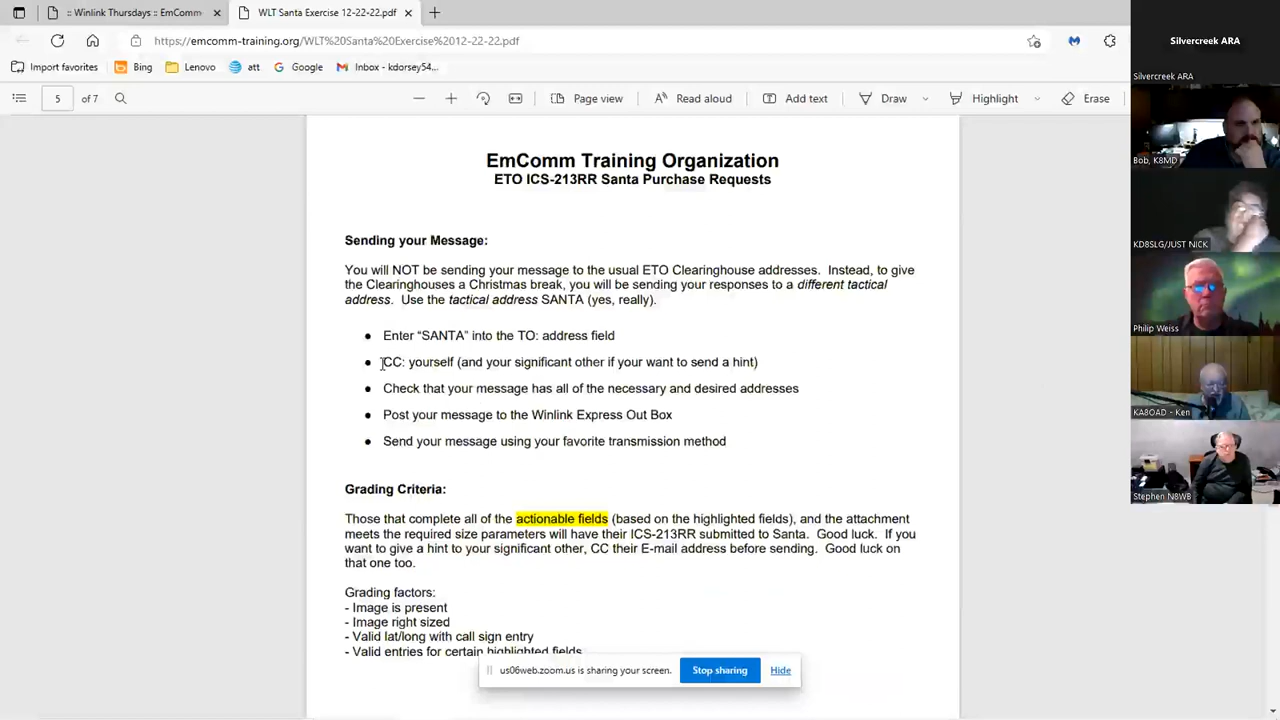 :: Winlink Thursdays :: EmComm
WLT Santa Exercise 12-22-22.pdf
https://emcomm-training.org/WLT%20Santa%20Exercise%2012-22-22.pdf
Import favorites
Bing
Lenovo
att
Google
Inbox - kdorsey54...
5
of 7
Page view
Read aloud
Add text
Draw
Highlight
Erase
EmComm Training Organization
ETO ICS-213RR Santa Purchase Requests
Sending your Message:
You will NOT be sending your message to the usual ETO Clearinghouse addresses. Instead, to give
the Clearinghouses a Christmas break, you will be sending your responses to a different tactical
address. Use the tactical address SANTA (yes, really).
● Enter “SANTA” into the TO: address field
● CC: yourself (and your significant other if your want to send a hint)
● Check that your message has all of the necessary and desired addresses
● Post your message to the Winlink Express Out Box
● Send your message using your favorite transmission method
Grading Criteria:
Those that complete all of the actionable fields (based on the highlighted fields), and the attachment
meets the required size parameters will have their ICS-213RR submitted to Santa. Good luck. If you
want to give a hint to your significant other, CC their E-mail address before sending. Good luck on
that one too.
Grading factors:
- Image is present
- Image right sized
- Valid lat/long with call sign entry
- Valid entries for certain highlighted fields
us06web.zoom.us is sharing your screen.
Stop sharing
Hide
Silvercreek ARA
Silvercreek ARA
Bob, K8MD
KD8SLG/JUST NICK
Philip Weiss
KA8OAD - Ken
Stephen N8WB